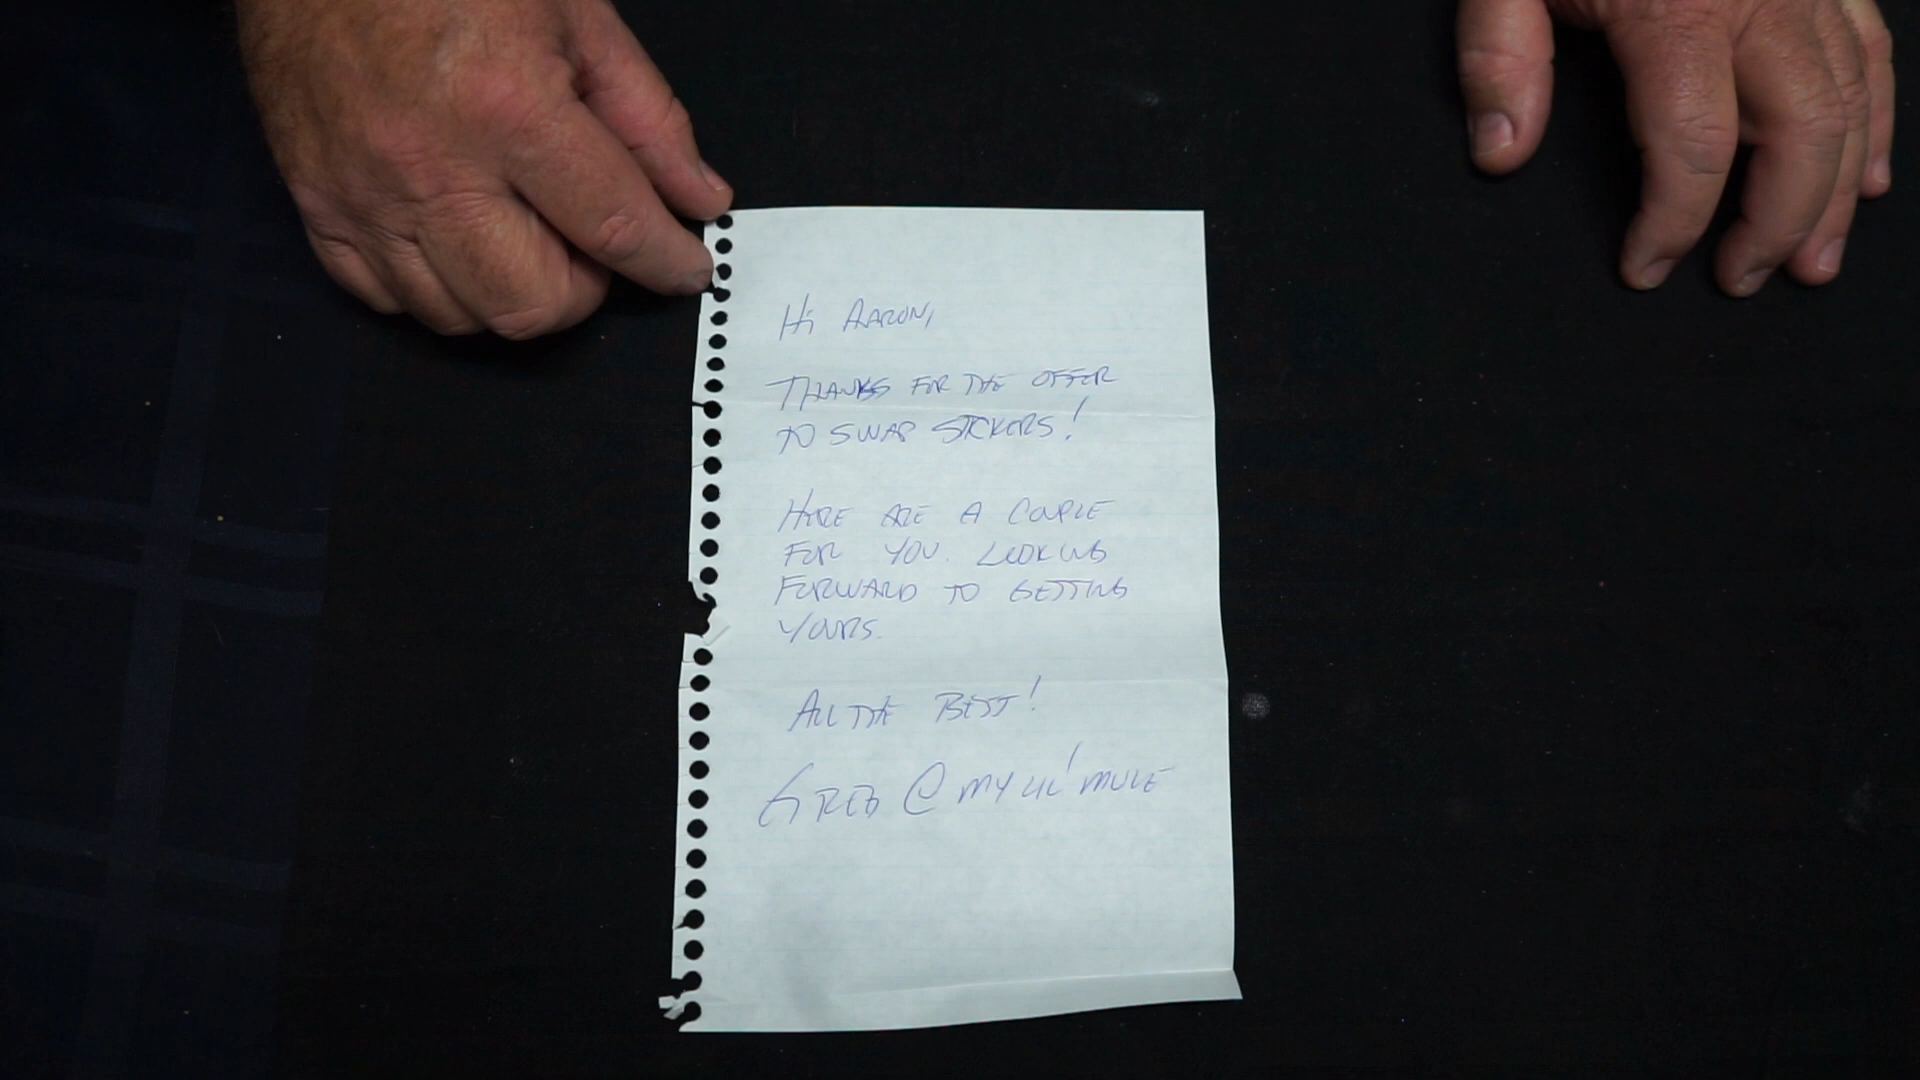 Hi AARON,
THANKS FOR THE OFFER
TO SWAP STICKERS!
HERE ARE A COUPLE
FOR YOU. LOOKING
FORWARD TO GETTING
YOURS.
ALL THE BEST!
GREG @ MY LIL' MULE